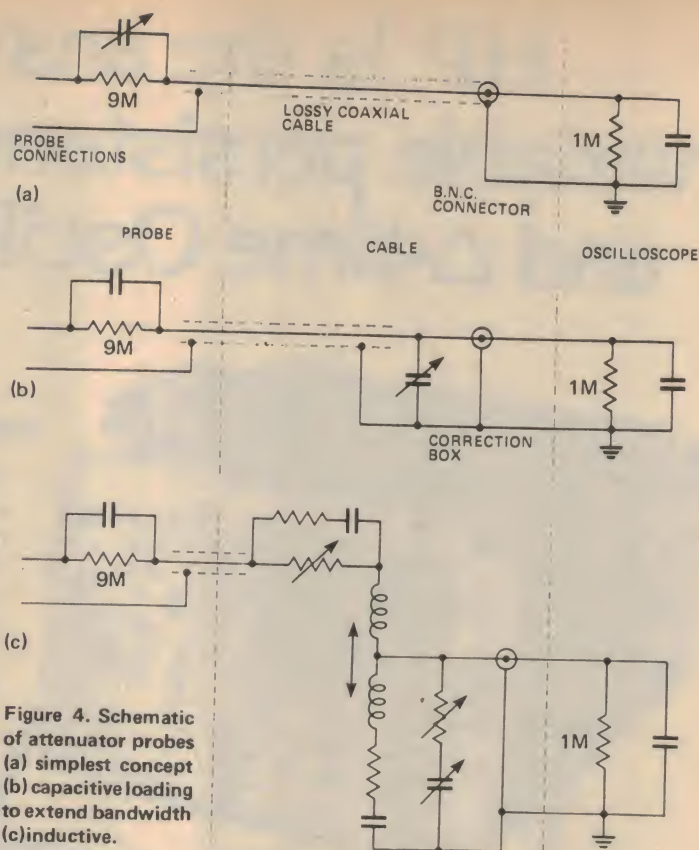 9M
LOSSY COAXIAL
CABLE
1M
PROBE
CONNECTIONS
B.N.C.
CONNECTOR
(a)
PROBE
CABLE
OSCILLOSCOPE
9M
1M
(b)
CORRECTION
BOX
9M
(c)
1M
Figure 4. Schematic
of attenuator probes
(a) simplest concept
(b) capacitive loading
to extend bandwidth
(c)inductive.